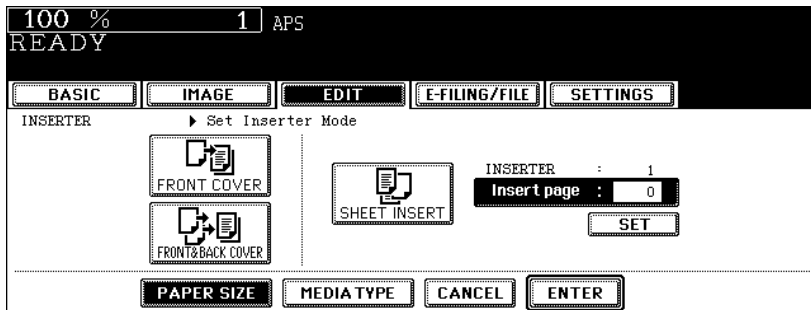 100 % 1 APS
READY
BASIC IMAGE EDIT E-FILING/FILE SETTINGS
INSERTER ▶ Set Inserter Mode
FRONT COVER
FRONT&BACK COVER
SHEET INSERT
INSERTER : 1
Insert page : 0
SET
PAPER SIZE MEDIA TYPE CANCEL ENTER